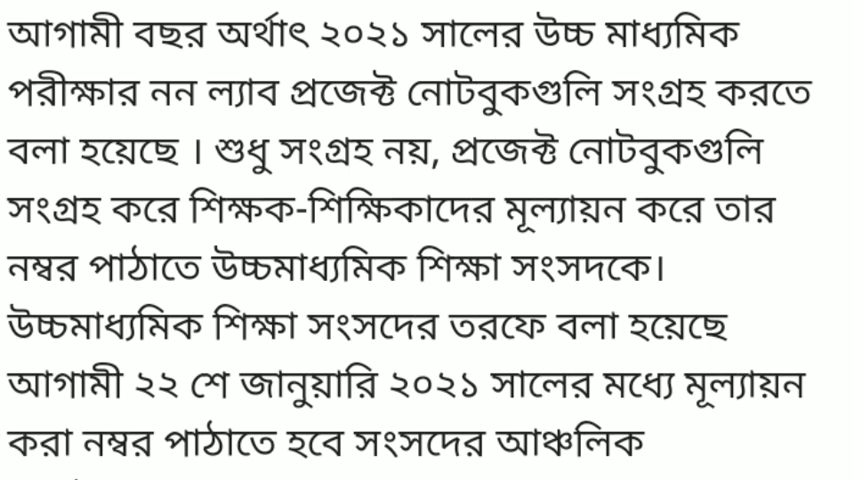 আগামী বছর অর্থাৎ ২০২১ সালের উচ্চ মাধ্যমিক
পরীক্ষার নন ল্যাব প্রজেক্ট নোটবুকগুলি সংগ্রহ করতে
বলা হয়েছে । শুধু সংগ্রহ নয়, প্রজেক্ট নোটবুকগুলি
সংগ্রহ করে শিক্ষক-শিক্ষিকাদের মূল্যায়ন করে তার
নম্বর পাঠাতে উচ্চমাধ্যমিক শিক্ষা সংসদকে।
উচ্চমাধ্যমিক শিক্ষা সংসদের তরফে বলা হয়েছে
আগামী ২২ শে জানুয়ারি ২০২১ সালের মধ্যে মূল্যায়ন
করা নম্বর পাঠাতে হবে সংসদের আঞ্চলিক